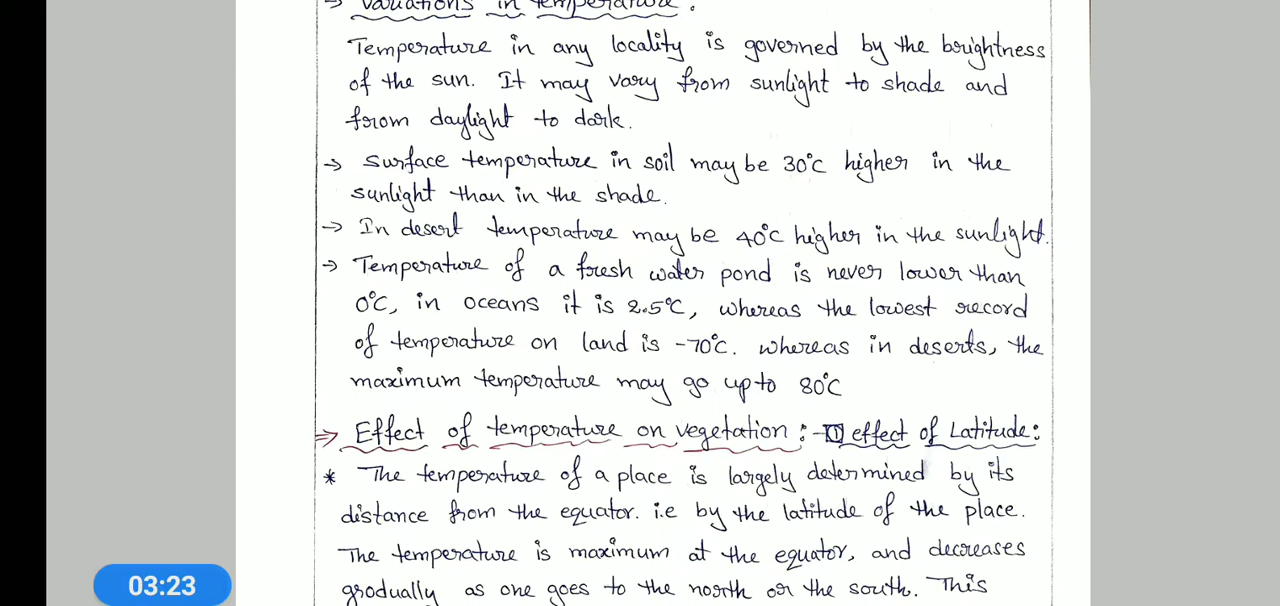 → Variations in temperature.
Temperature in any locality is governed by the brightness
of the sun. It may vary from sunlight to shade and
from daylight to dark.
→ Surface temperature in soil may be 30°c higher in the
sunlight than in the shade.
→ In desert temperature may be 40°c higher in the sunlight.
→ Temperature of a fresh water pond is never lower than
0°c, in oceans it is 2.5°c, whereas the lowest record
of temperature on land is -70°c. whereas in deserts, the
maximum temperature may go upto 80°c
⇒ Effect of temperature on vegetation :- 1 effect of Latitude:
* The temperature of a place is largely determined by its
distance from the equator. i.e by the latitude of the place.
The temperature is maximum at the equator, and decreases
gradually as one goes to the north or the south. This
03:23